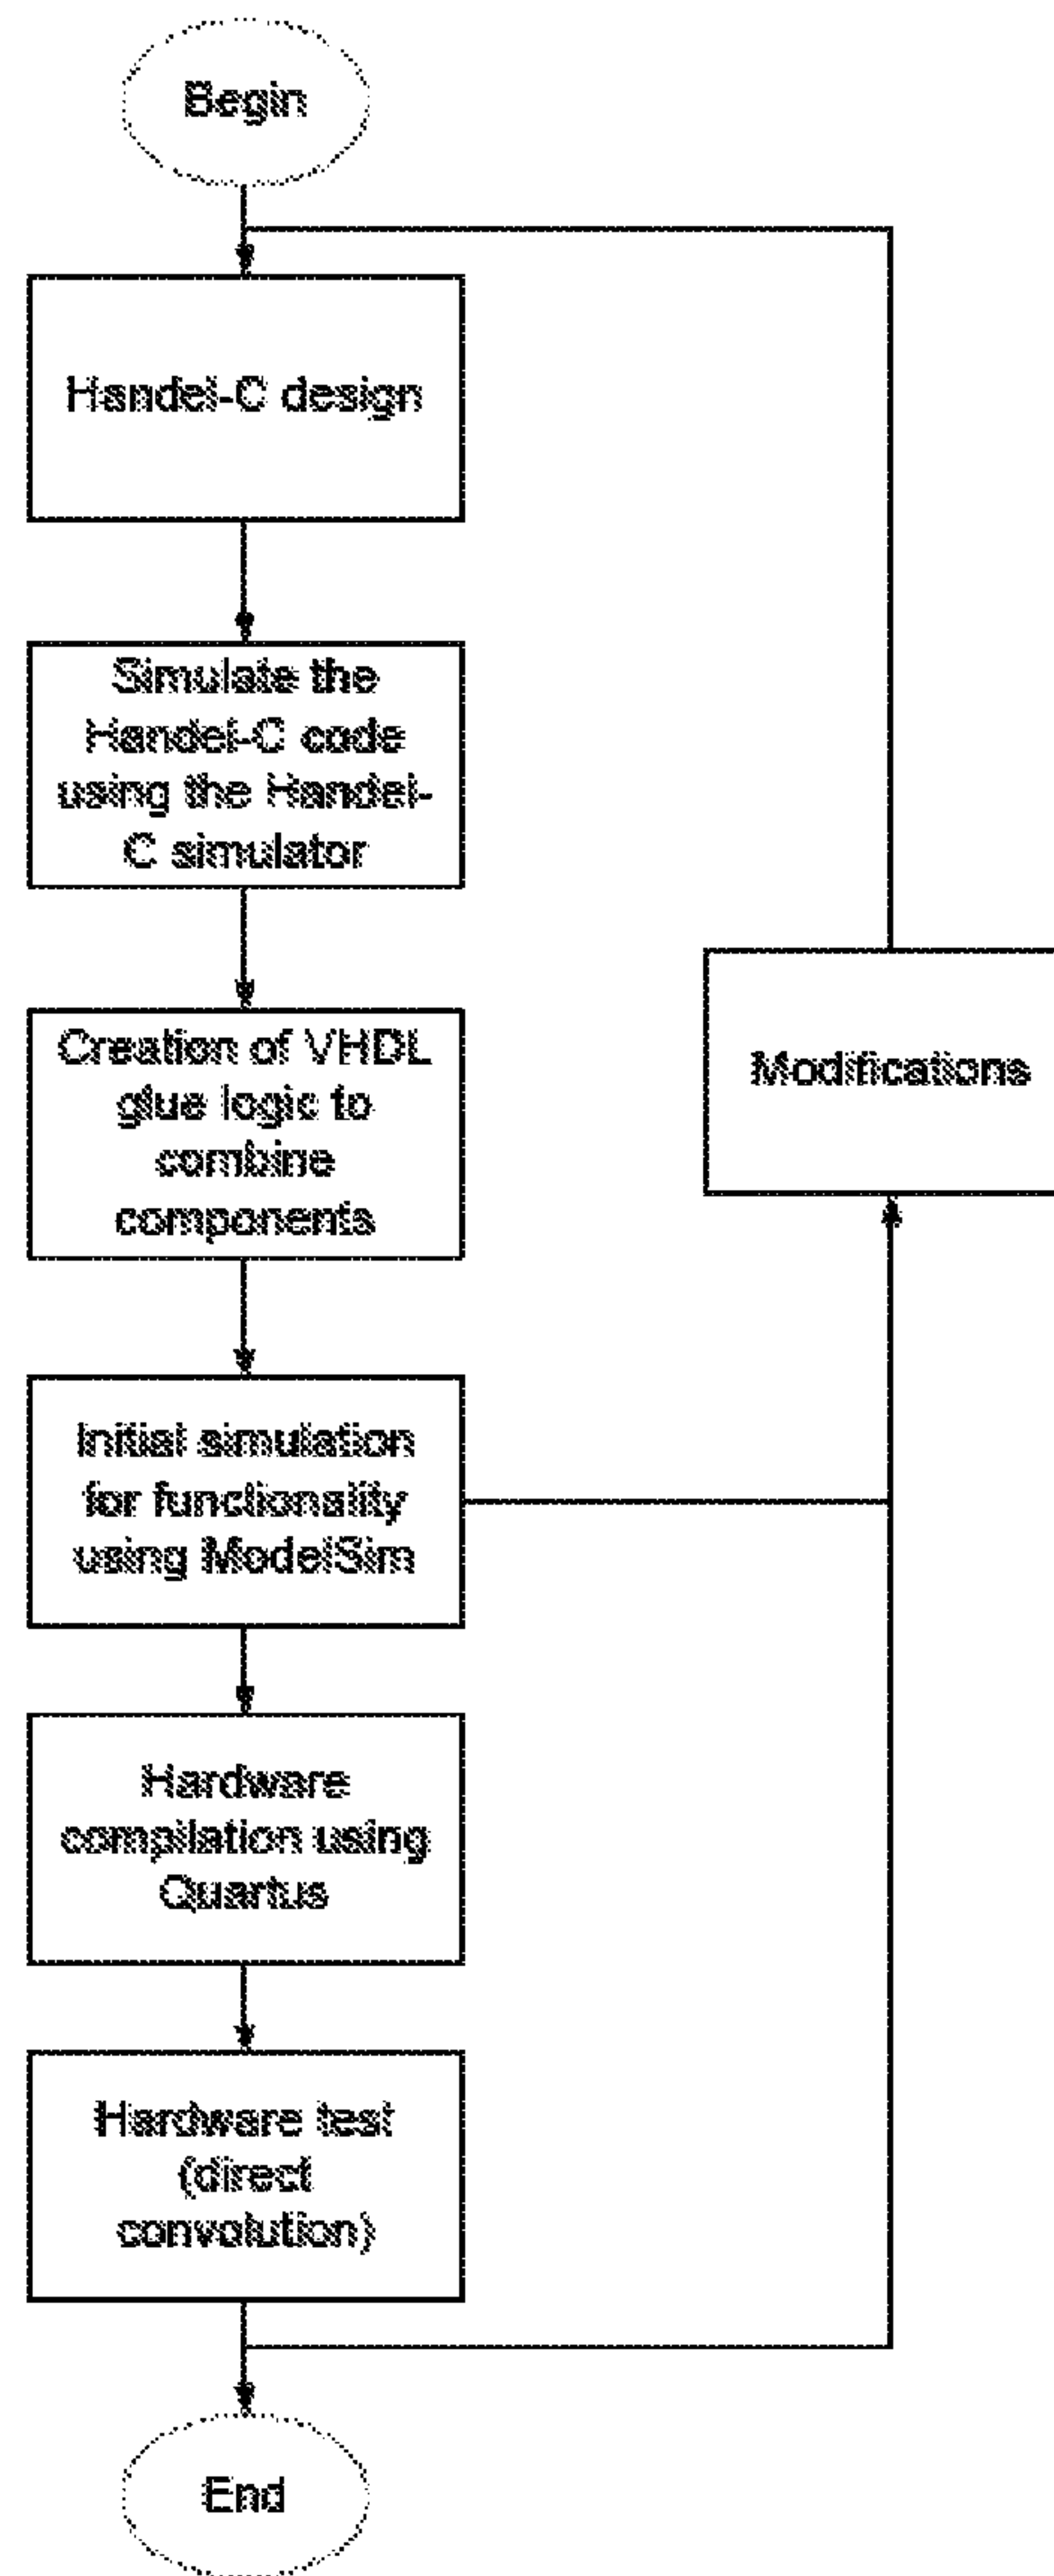 Begin
Handel-C design
Simulate the
Handel-C code
using the Handel-
C simulator
Creation of VHDL
glue logic to
combine
components
Modifications
Initial simulation
for functionality
using ModelSim
Hardware
compilation using
Quartus
Hardware test
(direct
convolution)
End